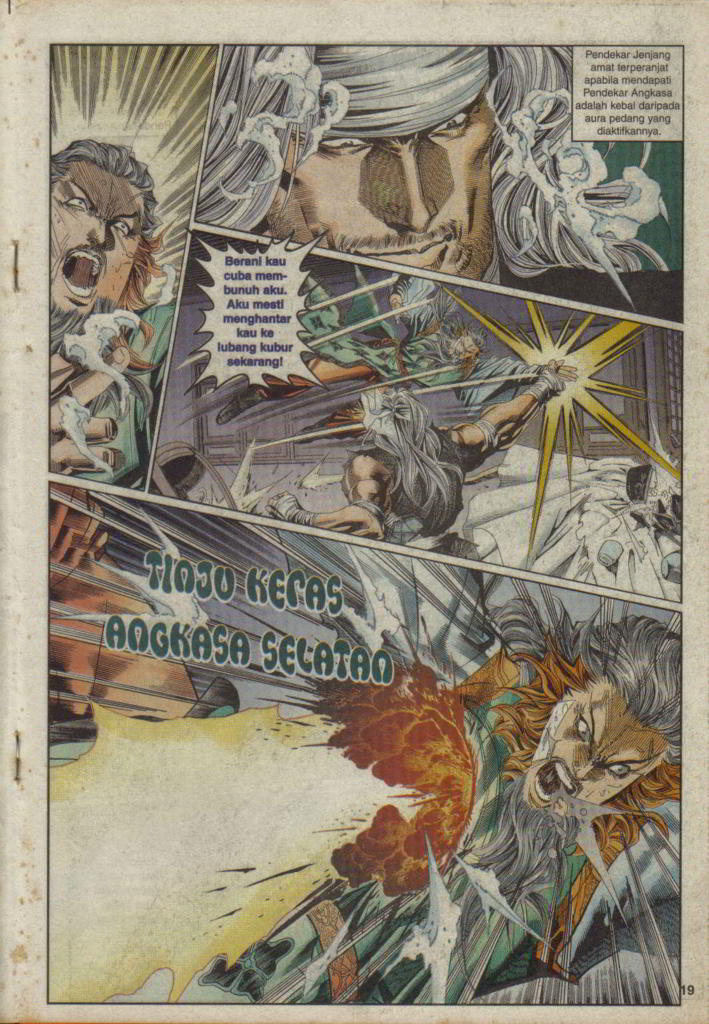 Pendekar Jenjang
amat terperanjat
apabila mendapati
Pendekar Angkasa
adalah kebal daripada
aura pedang yang
diaktifkannya.
Berani kau
cuba mem-
bunuh aku.
Aku mesti
menghantar
kau ke
lubang kubur
sekarang!
TINJU KERAS
ANGKASA SELATAN
19